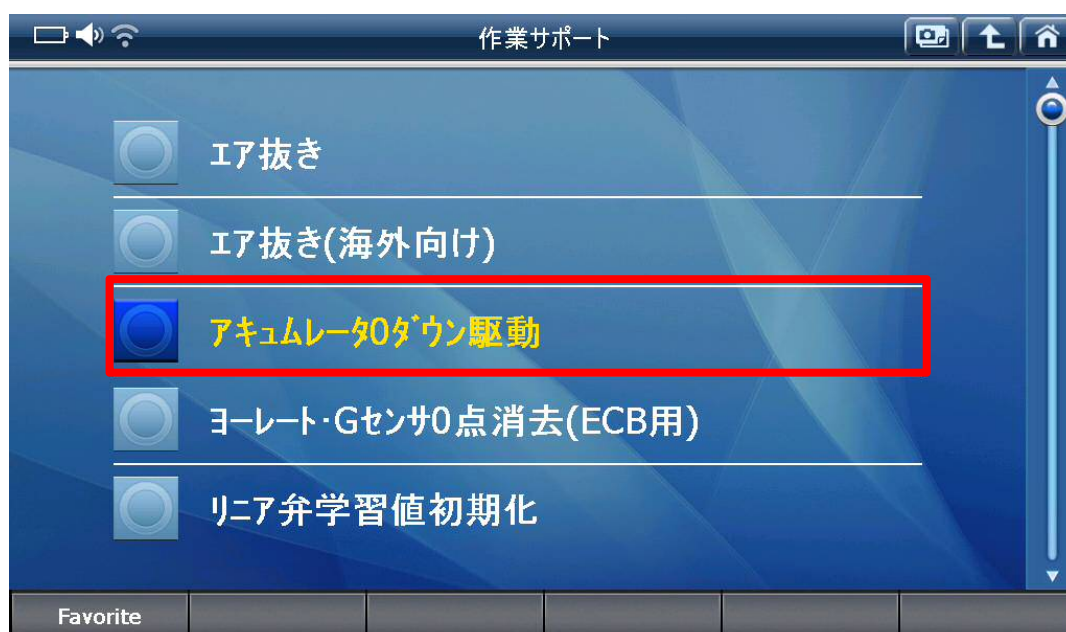 作業サポート
エア抜き
エア抜き(海外向け)
アキュムレータ0ダウン駆動
ヨーレート・Gセンサ0点消去(ECB用)
リニア弁学習値初期化
Favorite